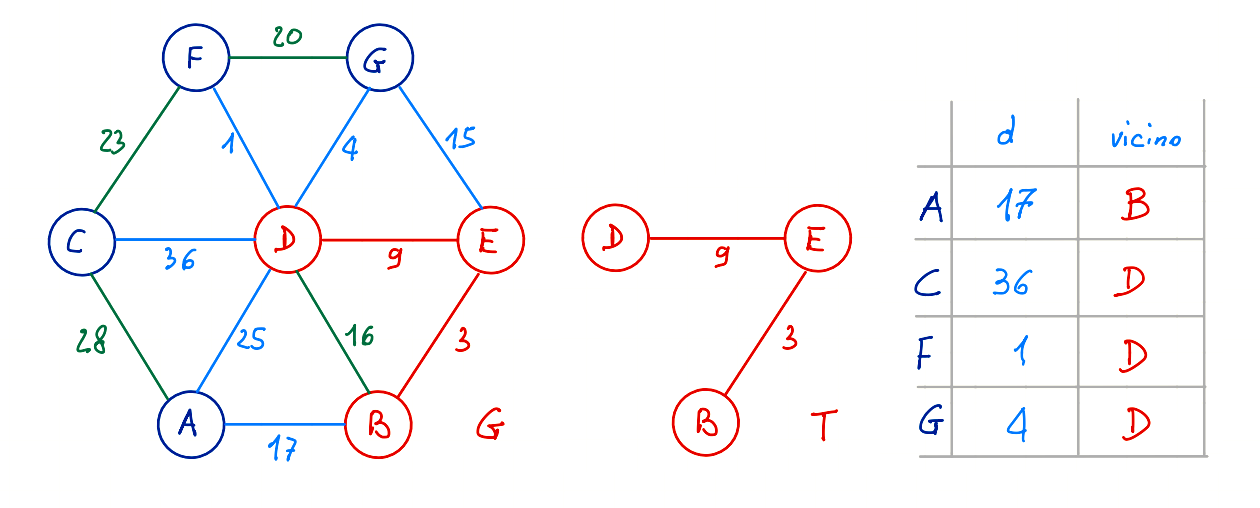 F 20 G
23 1 4 15
C 36 D 9 E
28 25 16 3
A 17 B G
D 9 E
3
B T
d vicino
A 17 B
C 36 D
F 1 D
G 4 D